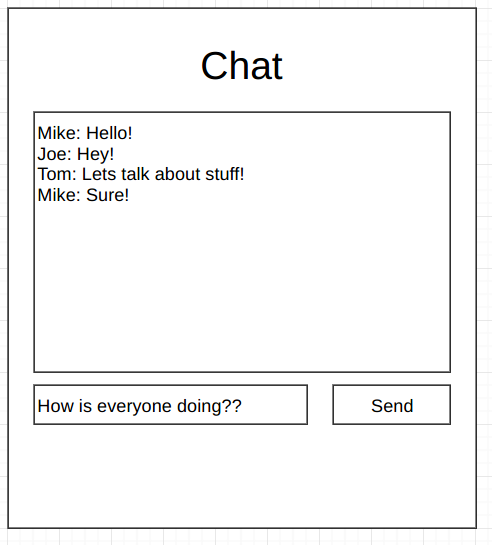 Chat
Mike: Hello!
Joe: Hey!
Tom: Lets talk about stuff!
Mike: Sure!
How is everyone doing??
Send